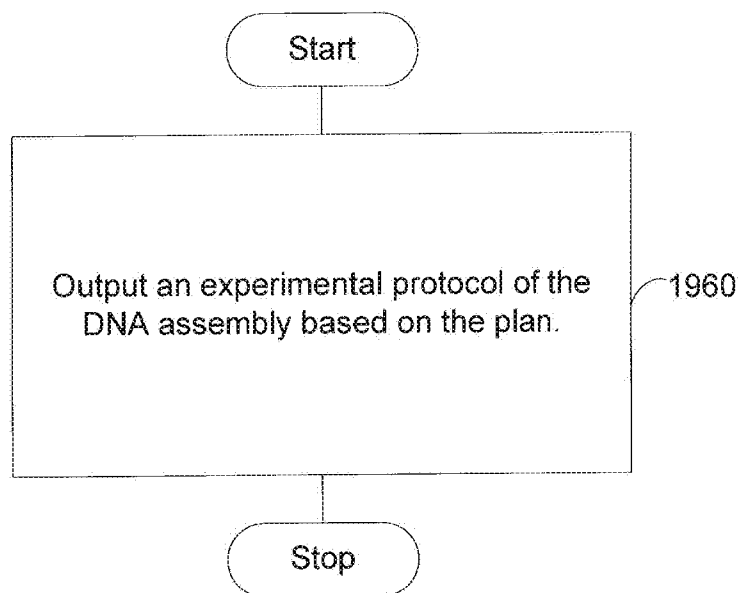 Start
Output an experimental protocol of the
DNA assembly based on the plan.
1960
Stop